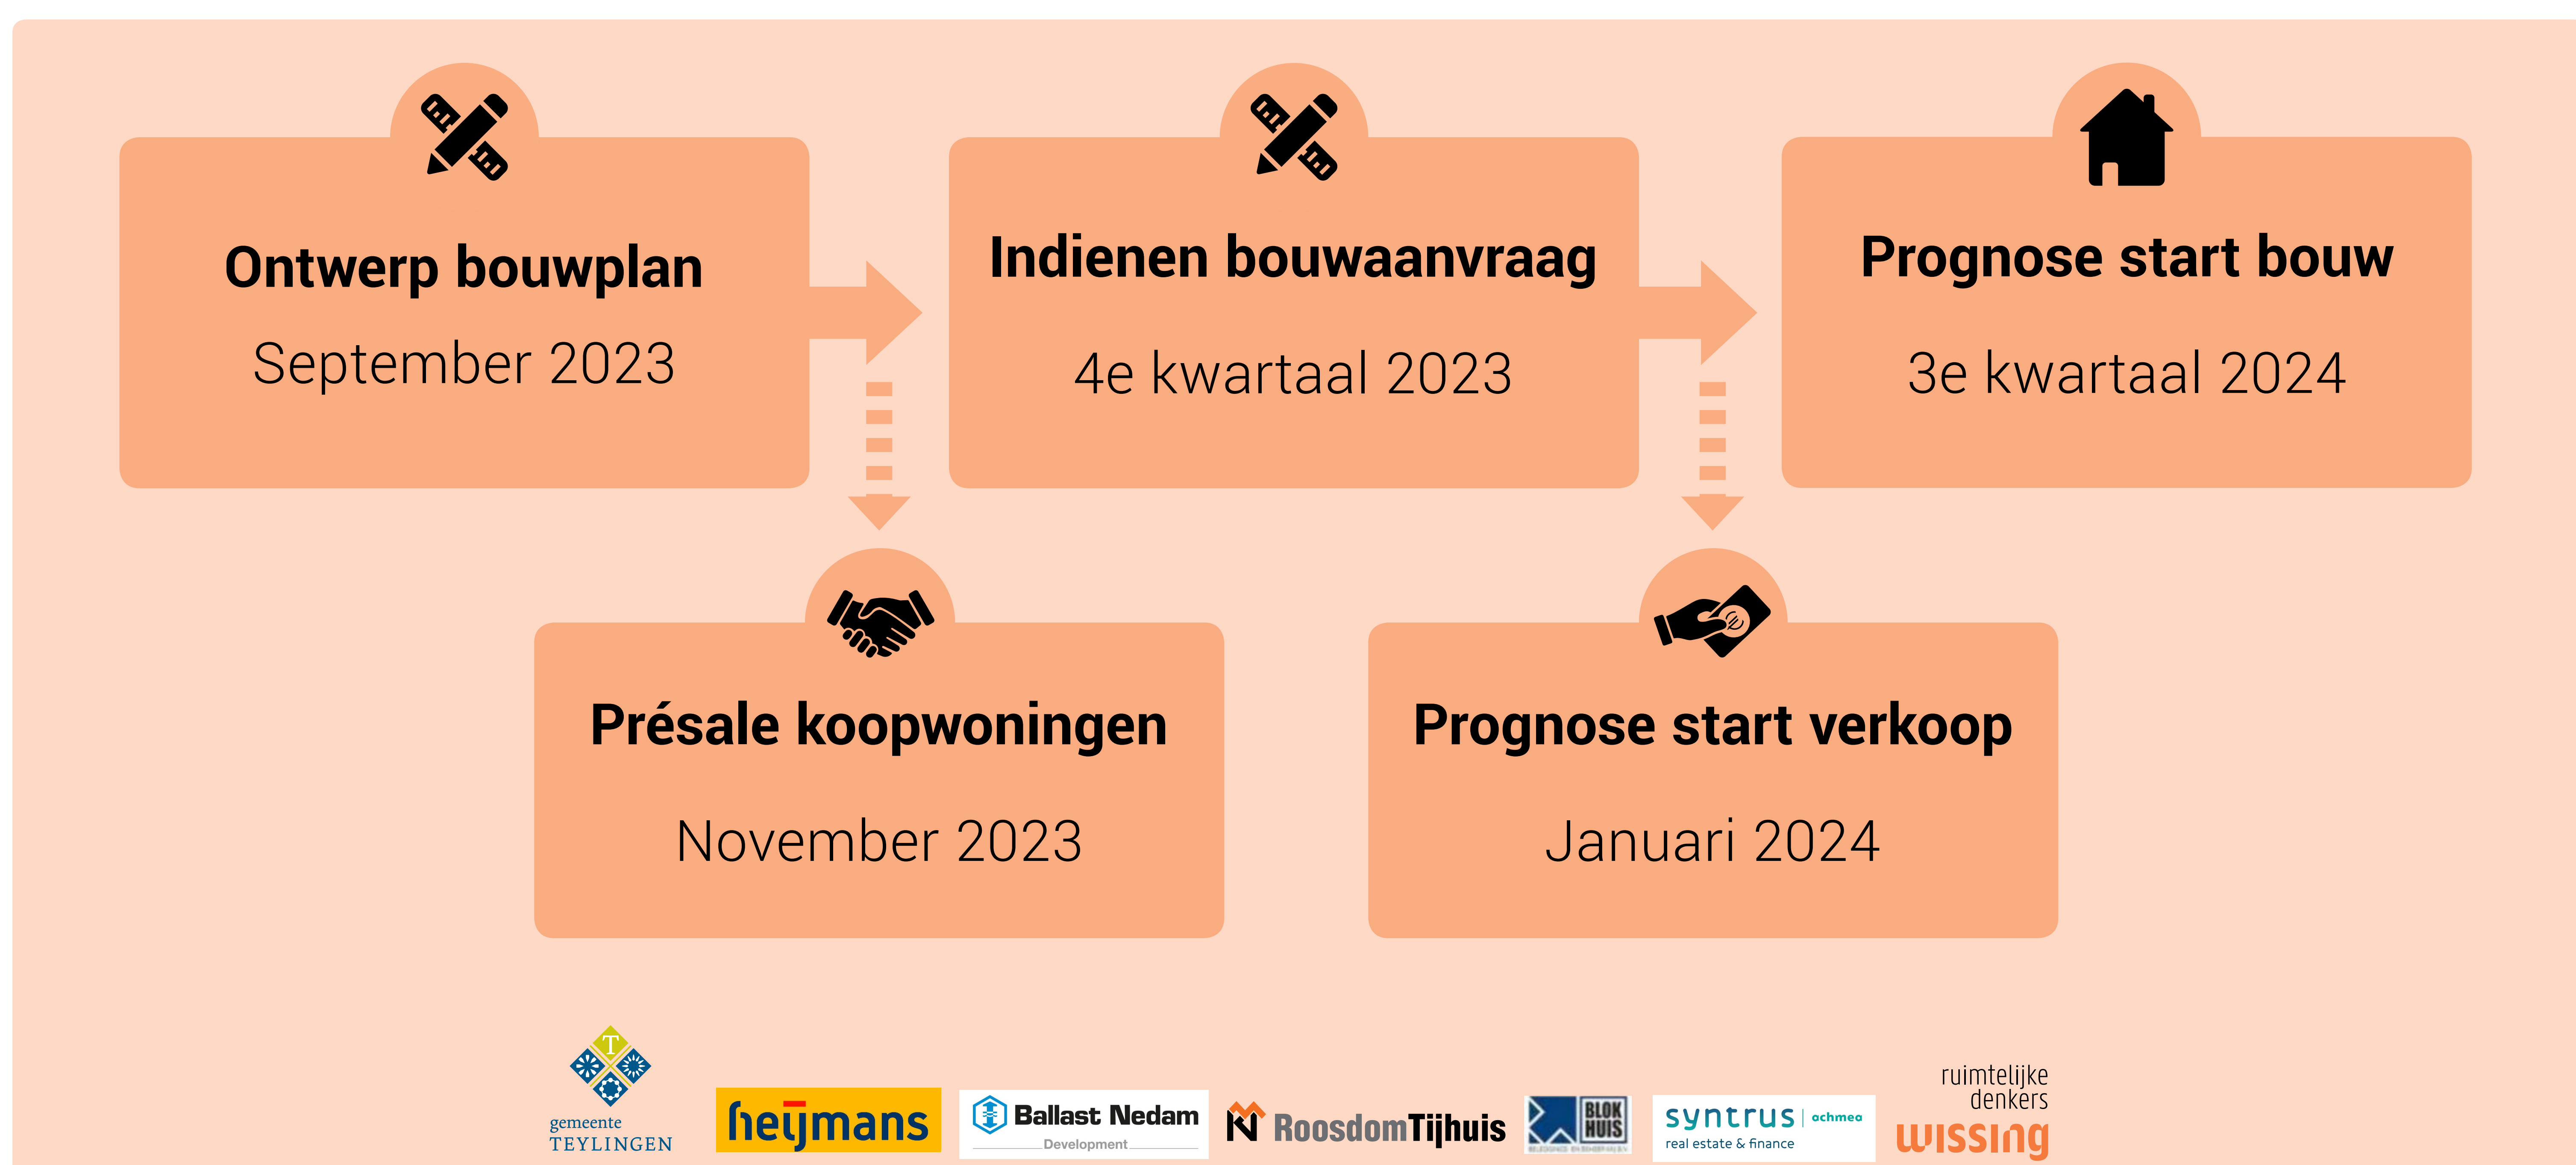 Ontwerp bouwplan
September 2023
Indienen bouwaanvraag
4e kwartaal 2023
Prognose start bouw
3e kwartaal 2024
Présale koopwoningen
November 2023
Prognose start verkoop
Januari 2024
T
gemeente
TEYLINGEN
heijmans
Ballast Nedam
Development
RoosdomTijhuis
BLOK
HUIS
syntrus | achmea
real estate & finance
ruimtelijke
denkers
wissing